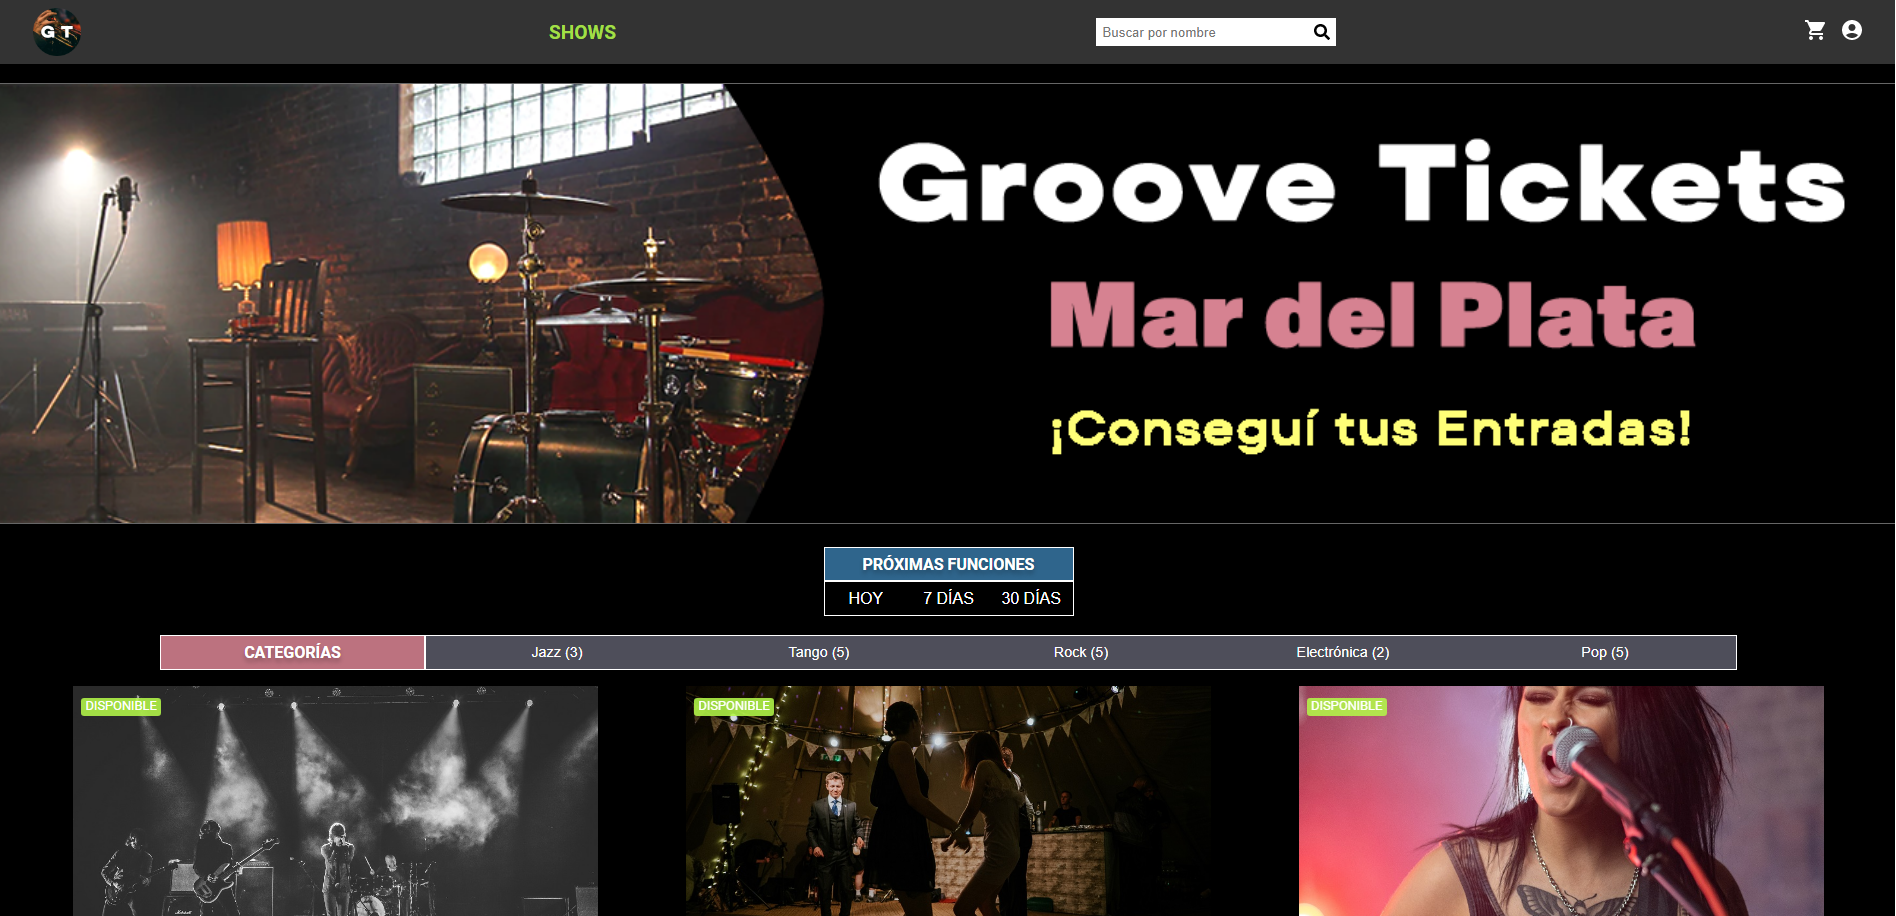 G T
SHOWS
Buscar por nombre
Groove Tickets
Mar del Plata
¡Conseguí tus Entradas!
PRÓXIMAS FUNCIONES
HOY 7 DÍAS 30 DÍAS
CATEGORÍAS Jazz (3) Tango (5) Rock (5) Electrónica (2) Pop (5)
DISPONIBLE DISPONIBLE DISPONIBLE